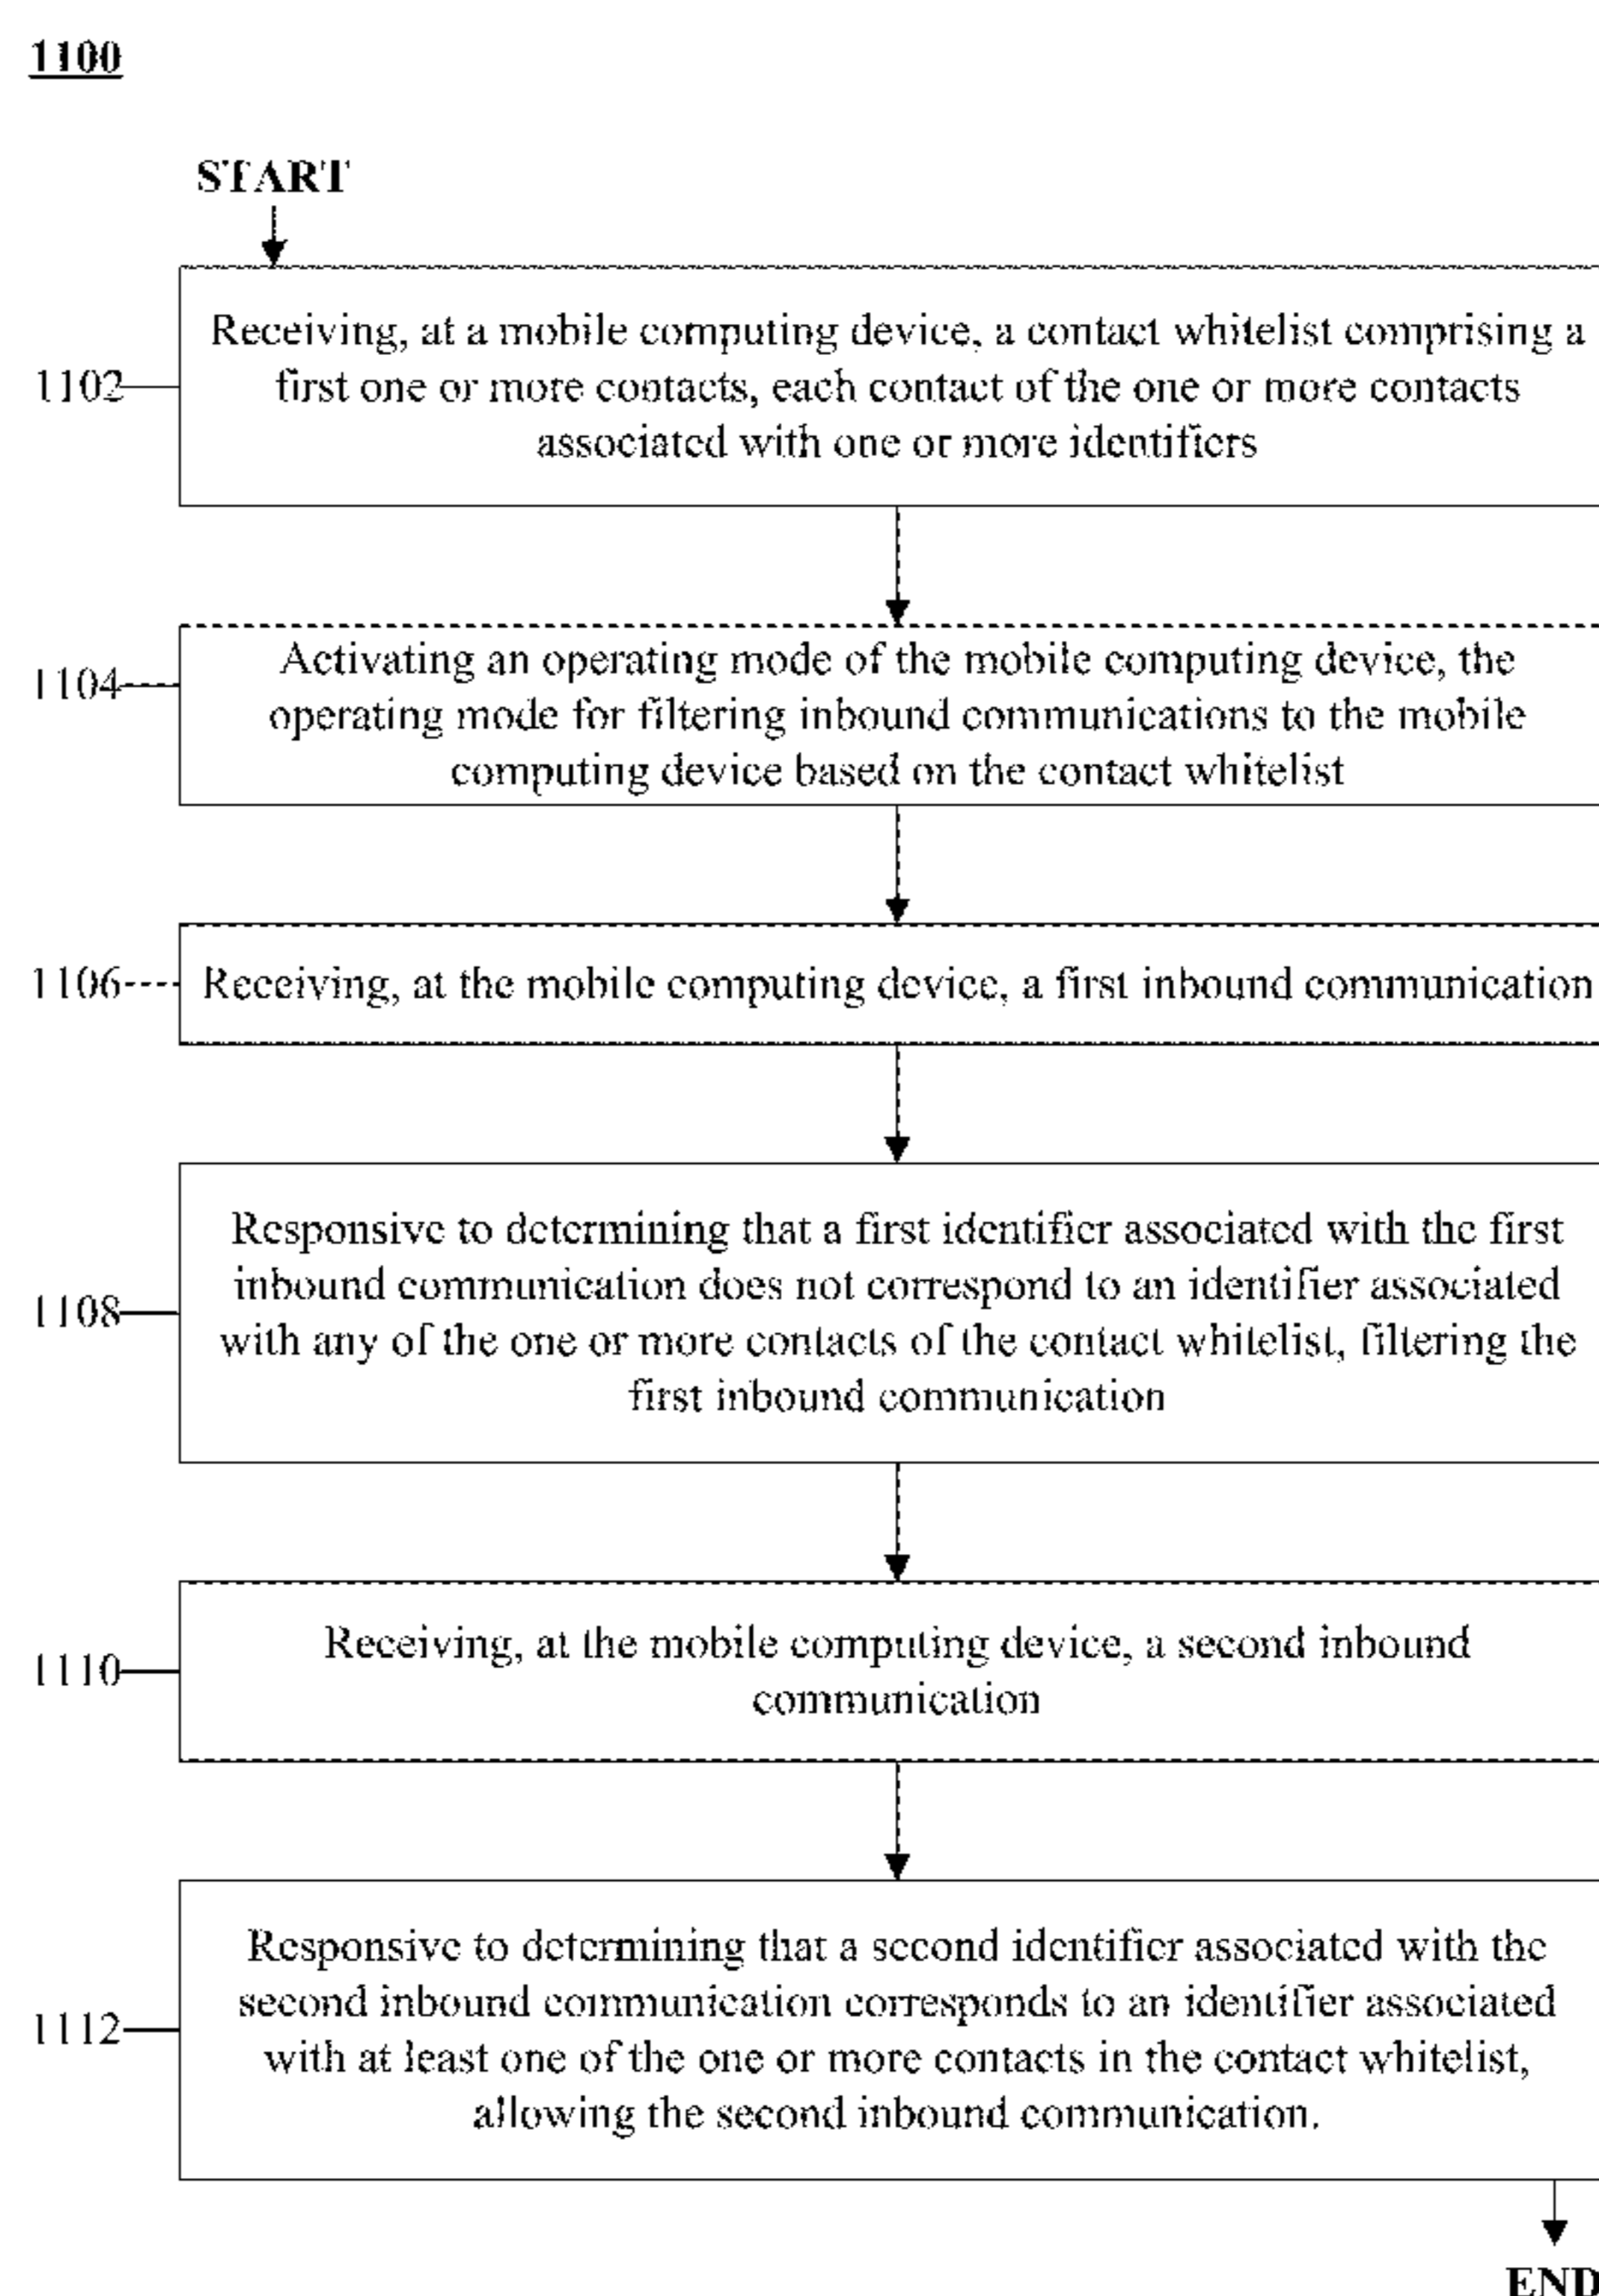 1100
START
Receiving, at a mobile computing device, a contact whitelist comprising a
first one or more contacts, each contact of the one or more contacts
associated with one or more identifiers
1102
Activating an operating mode of the mobile computing device, the
operating mode for filtering inbound communications to the mobile
computing device based on the contact whitelist
1104
1106
Receiving, at the mobile computing device, a first inbound communication
Responsive to determining that a first identifier associated with the first
inbound communication does not correspond to an identifier associated
with any of the one or more contacts of the contact whitelist, filtering the
first inbound communication
1108
Receiving, at the mobile computing device, a second inbound
communication
1110
Responsive to determining that a second identifier associated with the
second inbound communication corresponds to an identifier associated
with at least one of the one or more contacts in the contact whitelist,
allowing the second inbound communication.
1112
END